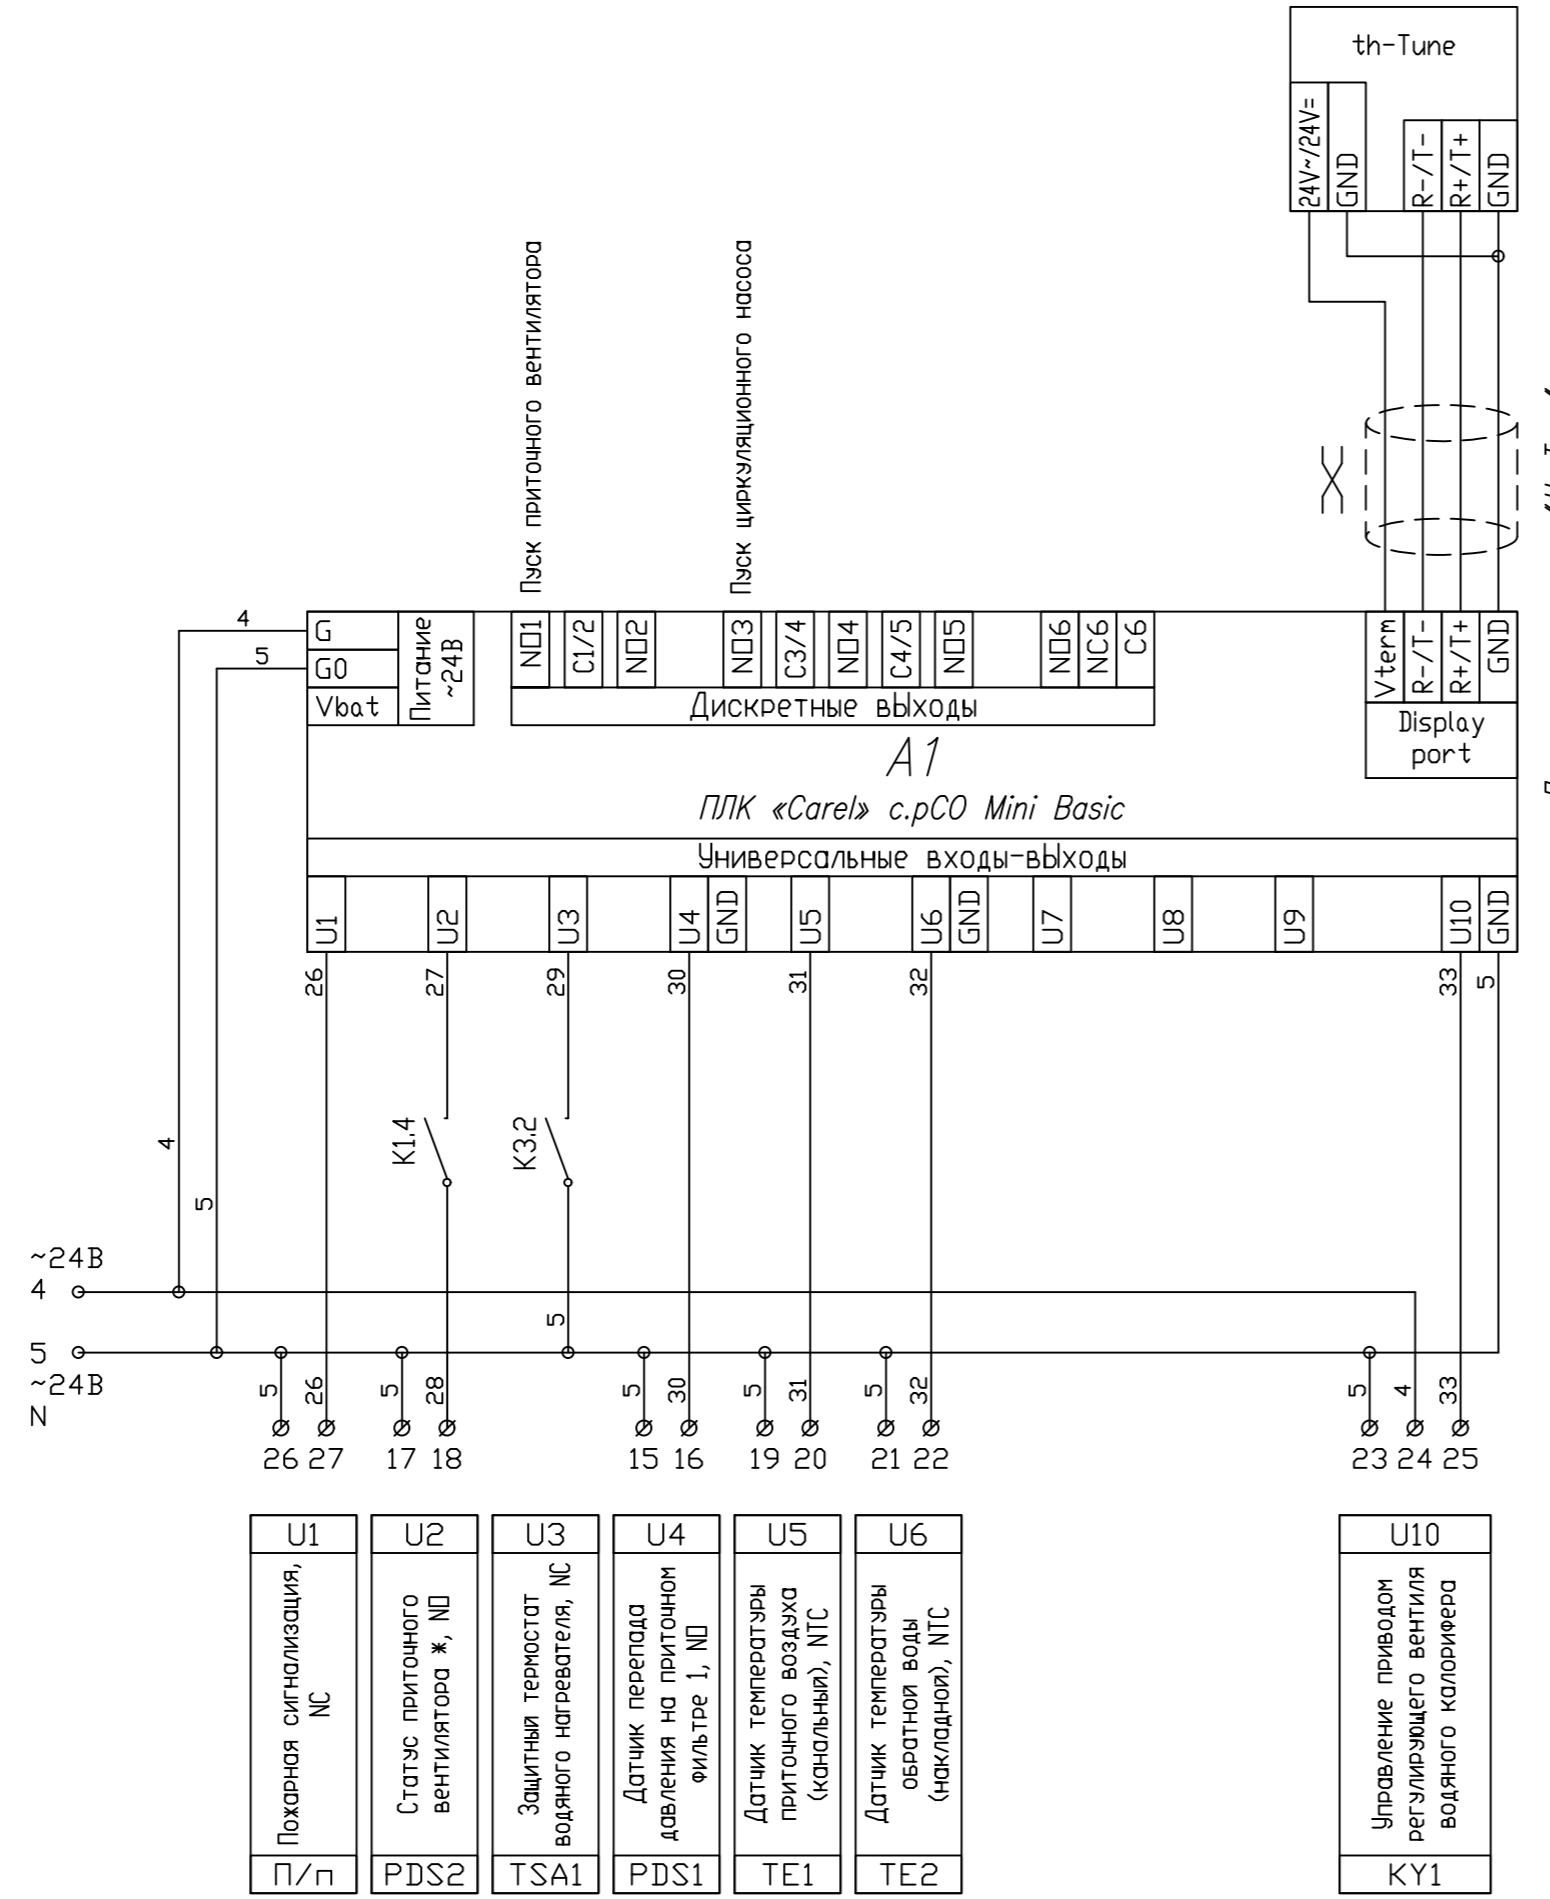 th-Tune
24V~/24V=
GND
R-/T-
R+/T+
GND
Пуск приточного вентилятора
Пуск циркуляционного насоса
4
5
G
G0
Vbat
Питание
~24В
NO1
C1/2
NO2
NO3
C3/4
NO4
C4/5
NO5
NO6
NC6
C6
Дискретные выходы
Vterm
R-/T-
R+/T+
GND
Display
port
A1
ПЛК «Carel» c.pCO Mini Basic
Универсальные входы-выходы
U1
U2
U3
U4
GND
U5
U6
GND
U7
U8
U9
U10
GND
26
27
29
30
31
32
33
5
K1.4
K3.2
4
5
~24В
4
5
~24В
N
5
5
26
5
28
5
30
5
31
5
32
5
4
33
26 27
17 18
15 16
19 20
21 22
23 24 25
U1
Пожарная сигнализация,
NC
П/п
U2
Статус приточного
вентилятора *, NO
PDS2
U3
Защитный термостат
водяного нагревателя, NC
TSA1
U4
Датчик перепада
давления на приточном
фильтре 1, NO
PDS1
U5
Датчик температуры
приточного воздуха
(канальный), NTC
TE1
U6
Датчик температуры
обратной воды
(накладной), NTC
TE2
U10
Управление приводом
регулирующего вентиля
водяного калорифера
KY1